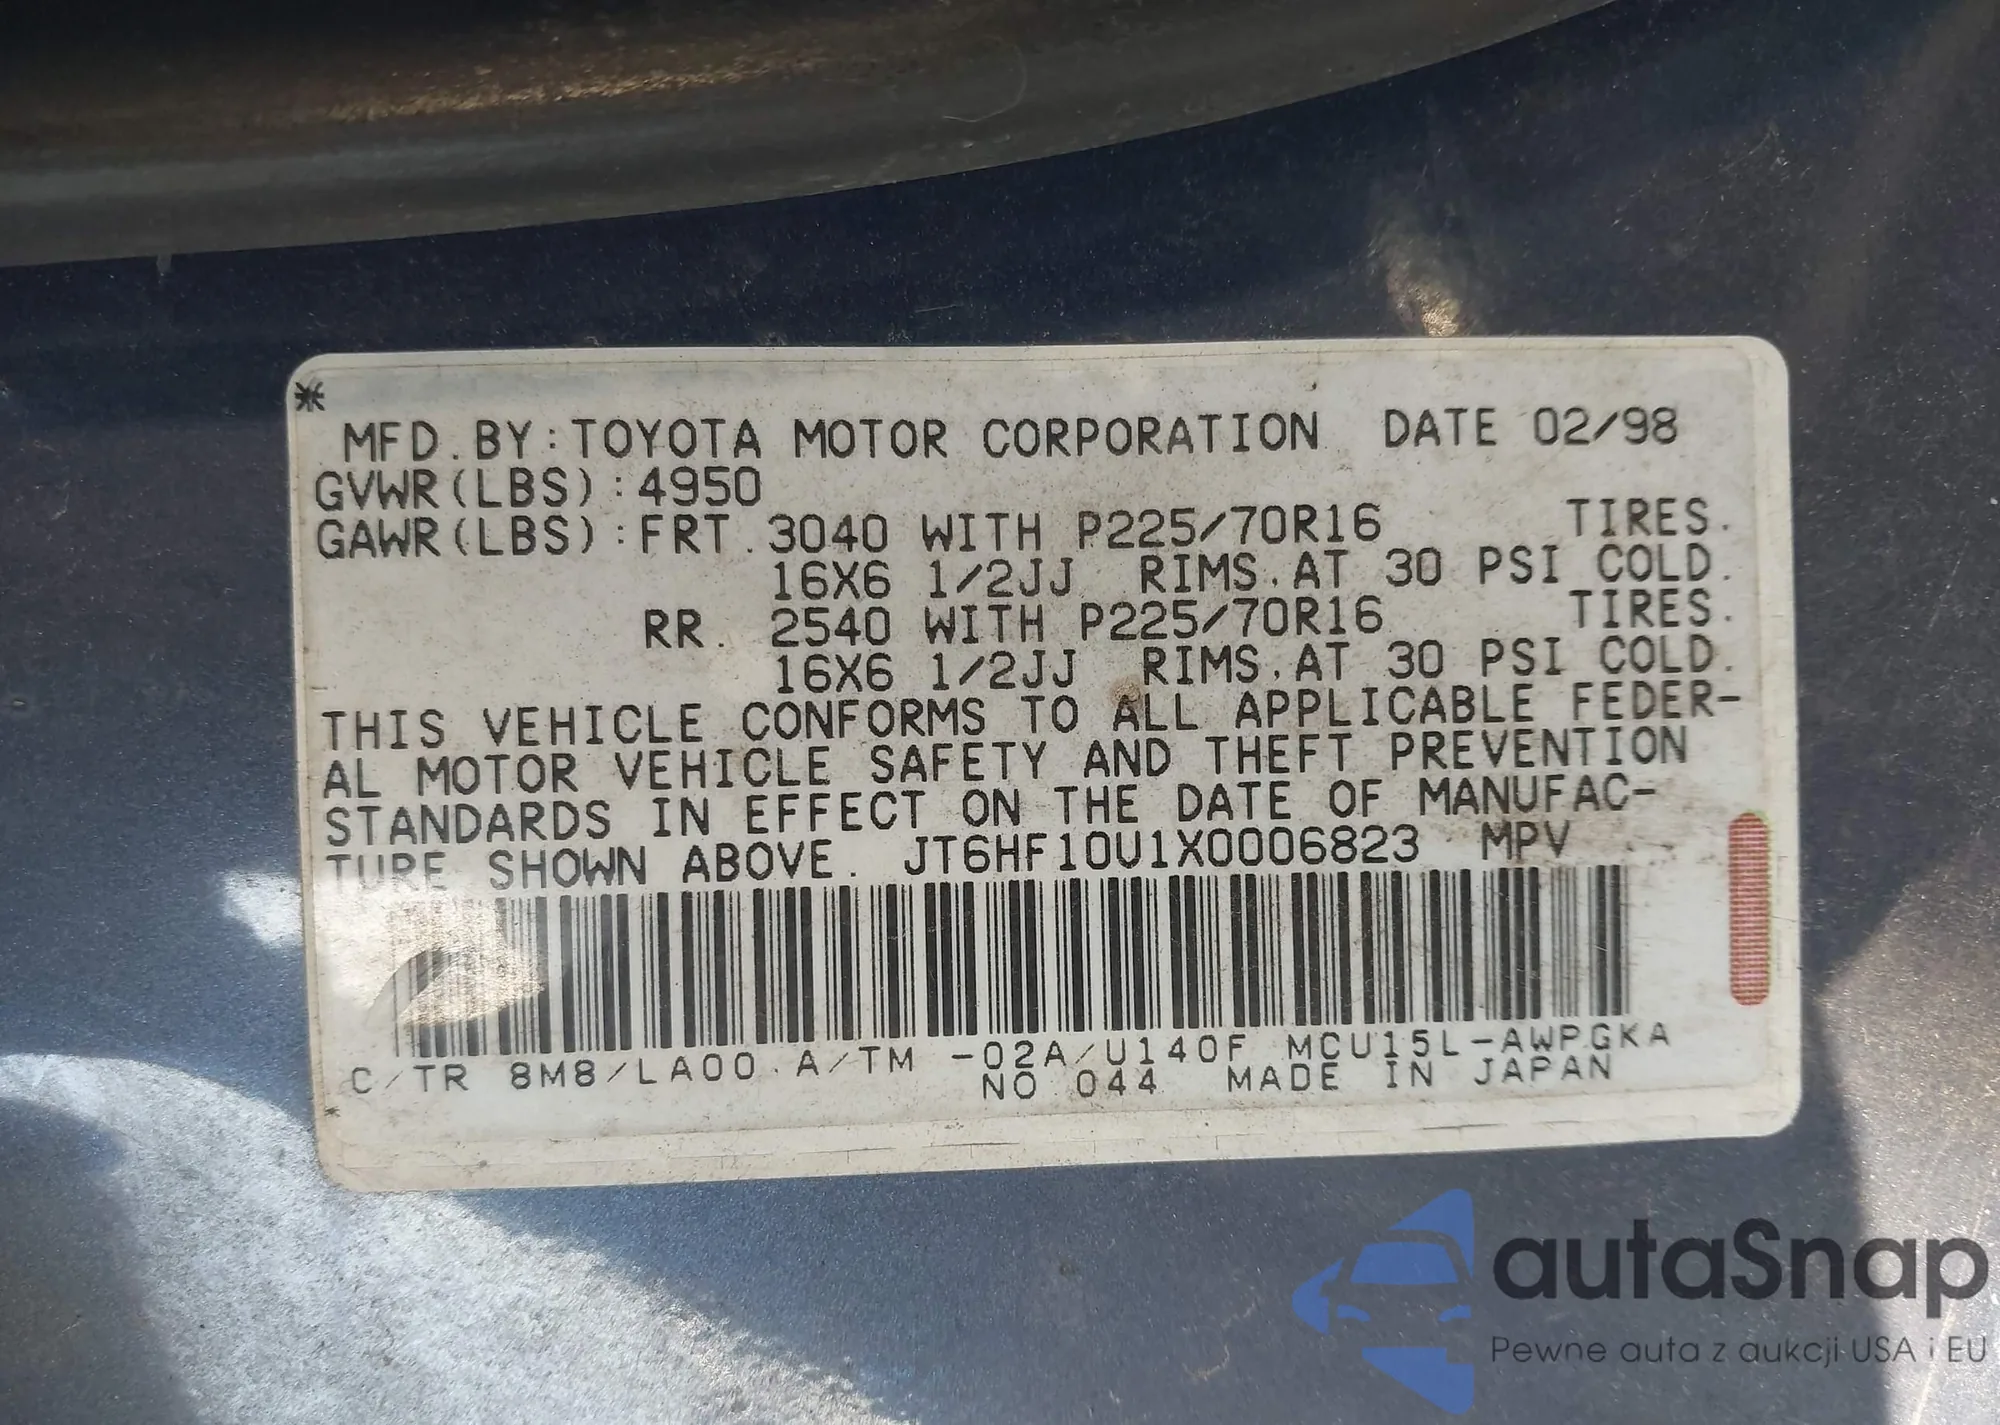 MFD.BY:TOYOTA MOTOR CORPORATION DATE 02/98
GVWR(LBS):4950
GAWR(LBS):FRT.3040 WITH P225/70R16 TIRES.
16X6 1/2JJ RIMS.AT 30 PSI COLD.
RR. 2540 WITH P225/70R16 TIRES.
16X6 1/2JJ RIMS.AT 30 PSI COLD.
THIS VEHICLE CONFORMS TO ALL APPLICABLE FEDER-
AL MOTOR VEHICLE SAFETY AND THEFT PREVENTION
STANDARDS IN EFFECT ON THE DATE OF MANUFAC-
TURE SHOWN ABOVE. JT6HF10U1X0006823 MPV
C/TR 8M8/LA00.A/TM -02A/U140F MCU15L-AWPGKA
NO.044 MADE IN JAPAN
autaSnap
Pewne auta z aukcji USA i EU